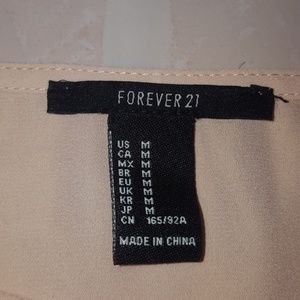 FOREVER 21
US M
CA M
MX M
BR M
EU M
UK M
KR M
JP M
CN 165/92A
MADE IN CHINA